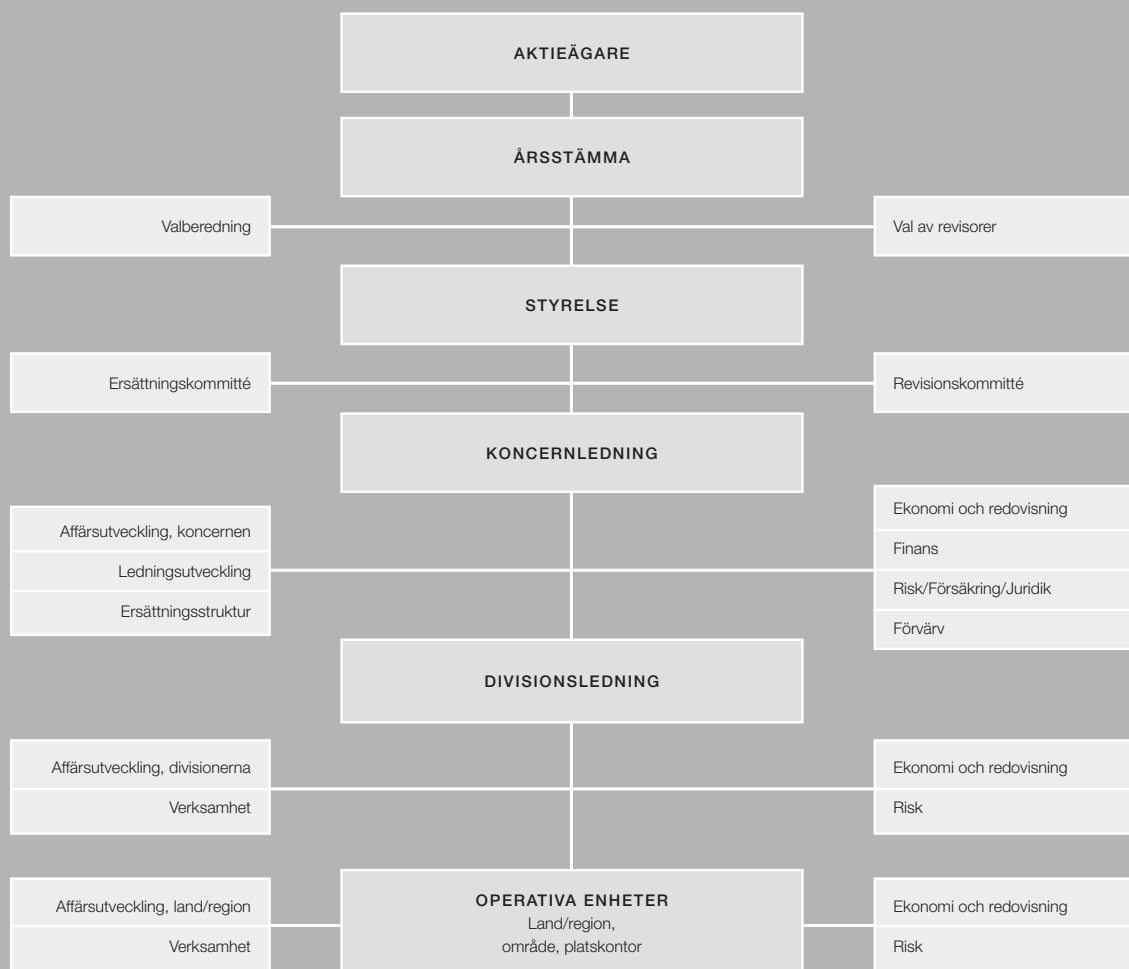 AKTIEÄGARE
ÅRSSTÄMMA
Valberedning
Val av revisorer
STYRELSE
Ersättningskommitté
Revisionskommitté
KONCERNLEDNING
Affärsutveckling, koncernen
Ledningsutveckling
Ersättningsstruktur
Ekonomi och redovisning
Finans
Risk/Försäkring/Juridik
Förvärv
DIVISIONSLEDNING
Affärsutveckling, divisionerna
Verksamhet
Ekonomi och redovisning
Risk
Affärsutveckling, land/region
Verksamhet
OPERATIVA ENHETER
Land/region,
område, platskontor
Ekonomi och redovisning
Risk